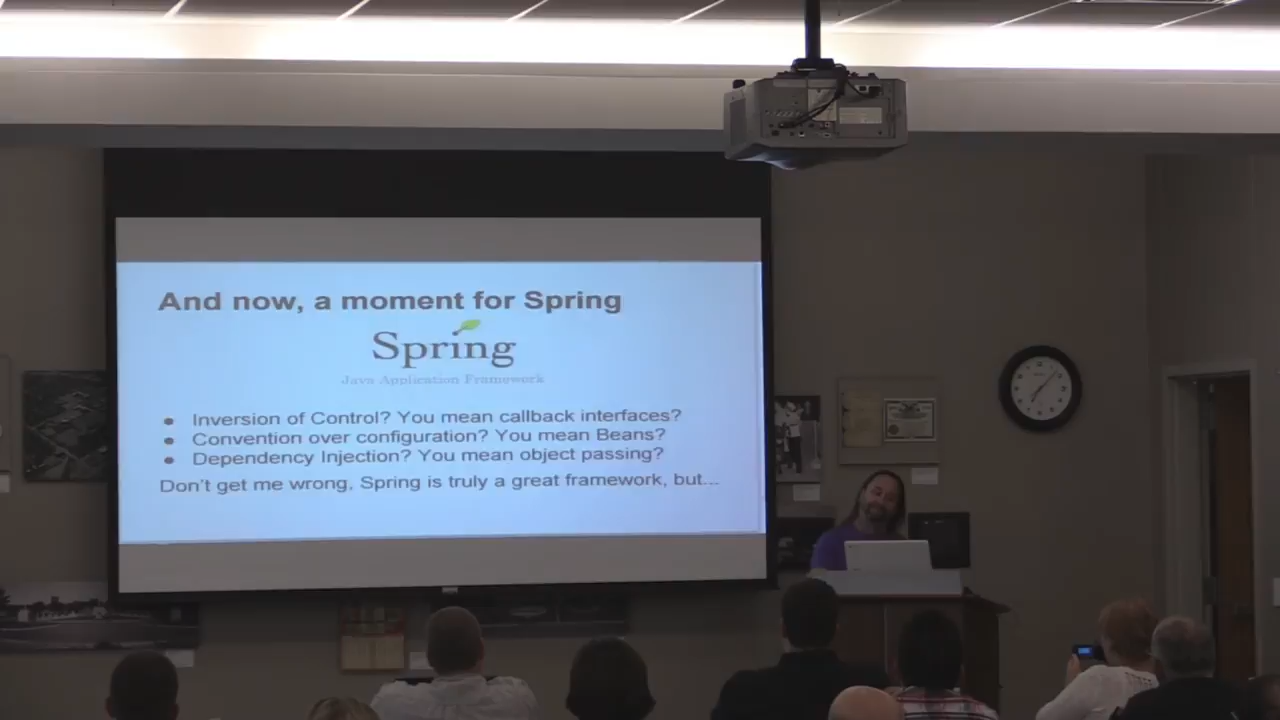 And now, a moment for Spring
Spring
Java Application Framework
● Inversion of Control? You mean callback interfaces?
● Convention over configuration? You mean Beans?
● Dependency Injection? You mean object passing?
Don't get me wrong, Spring is truly a great framework, but...